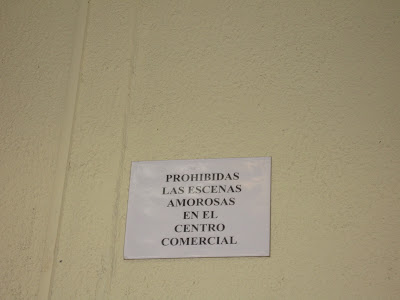 PROHIBIDAS
LAS ESCENAS
AMOROSAS
EN EL
CENTRO
COMERCIAL